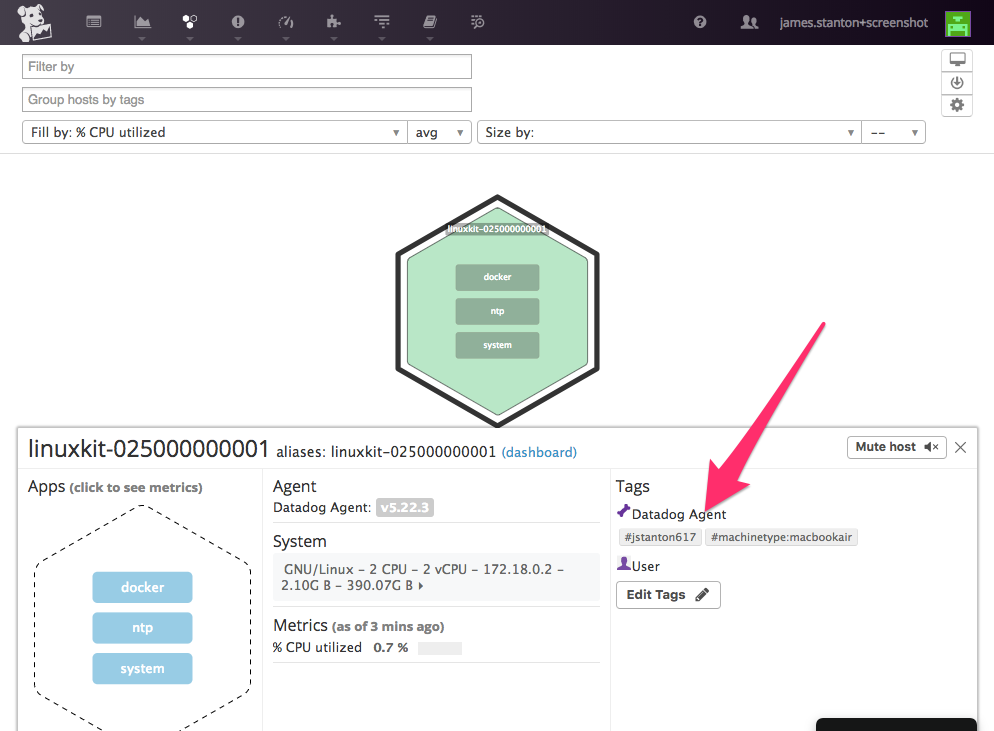 james.stanton+screenshot
Filter by
Group hosts by tags
Fill by: % CPU utilized
avg
Size by:
--
linuxkit-025000000001
docker
ntp
system
linuxkit-025000000001 aliases: linuxkit-025000000001 (dashboard)
Mute host
Apps (click to see metrics)
docker
ntp
system
Agent
Datadog Agent: v5.22.3
System
GNU/Linux – 2 CPU – 2 vCPU – 172.18.0.2 –
2.10G B – 390.07G B
Metrics (as of 3 mins ago)
% CPU utilized 0.7 %
Tags
Datadog Agent
#jstanton617 #machinetype:macbookair
User
Edit Tags